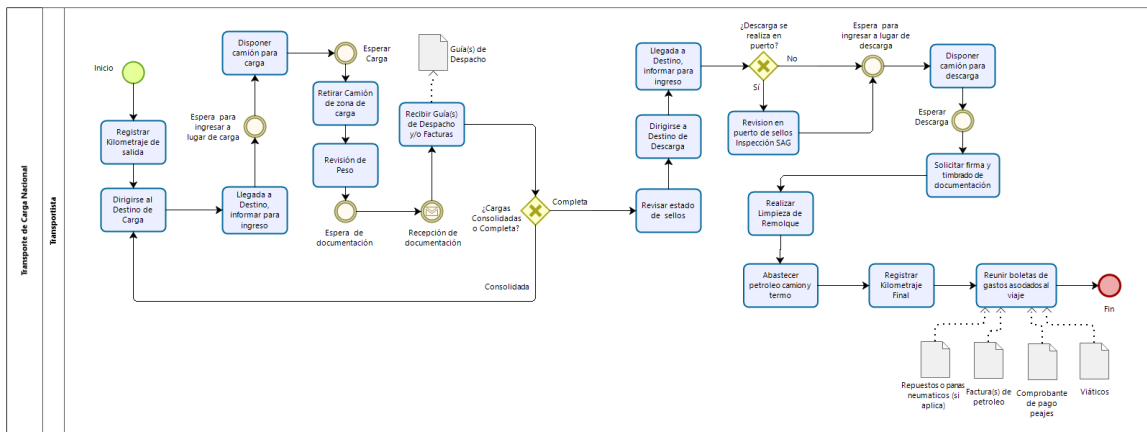 Transporte de Carga Nacional
Transportista
Inicio
Registrar
Kilometraje de
salida
Dirigirse al
Destino de
Carga
Llegada a
Destino,
informar para
ingreso
Espera para
ingresar a
lugar de carga
Disponer
camión para
carga
Esperar
Carga
Retirar Camión
de zona de
carga
Revisión de
Peso
Espera de
documentación
Recepción de
documentación
Recibir Guía(s)
de Despacho
y/o Facturas
Guía(s) de
Despacho
¿Cargas
Consolidadas
o Completa?
Completa
Consolidada
Revisar estado
de sellos
Dirigirse a
Destino de
Descarga
Llegada a
Destino,
informar para
ingreso
¿Descarga se
realiza en
puerto?
No
Sí
Revision en
puerto de sellos
Inspección SAG
Espera para
ingresar a lugar de
descarga
Disponer
camión para
descarga
Esperar
Descarga
Solicitar firma y
timbrado de
documentación
Realizar
Limpieza de
Remolque
Abastecer
petroleo camion y
termo
Registrar
Kilometraje
Final
Reunir boletas de
gastos asociados al
viaje
Fin
Repuestos o panas
neumaticos (si
aplica)
Factura(s) de
petroleo
Comprobante
de pago
peajes
Viáticos